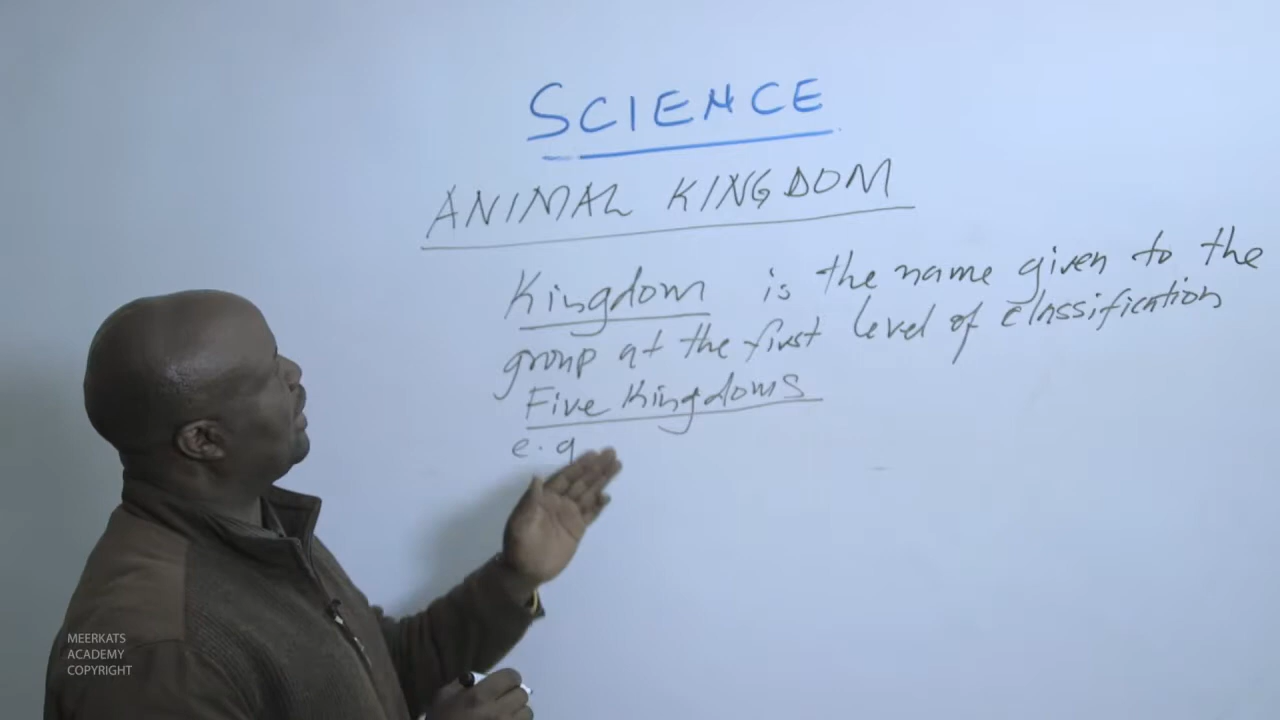 SCIENCE
ANIMAL KINGDOM
Kingdom is the name given to the
group at the first level of classification
Five Kingdoms
e.g
MEERKATS
ACADEMY
COPYRIGHT